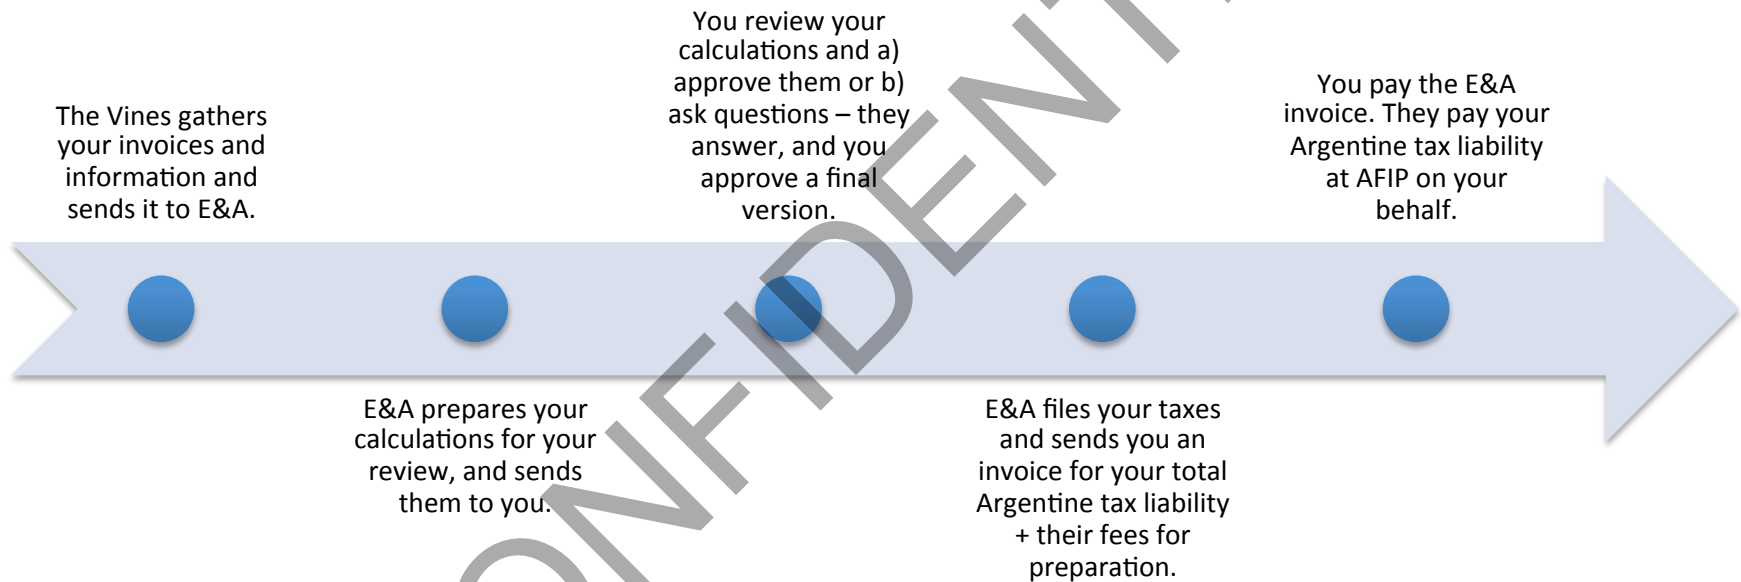 The Vines gathers
your invoices and
information and
sends it to E&A.
E&A prepares your
calculations for your
review, and sends
them to you.
You review your
calculations and a)
approve them or b)
ask questions – they
answer, and you
approve a final
version.
E&A files your taxes
and sends you an
invoice for your total
Argentine tax liability
+ their fees for
preparation.
You pay the E&A
invoice. They pay your
Argentine tax liability
at AFIP on your
behalf.